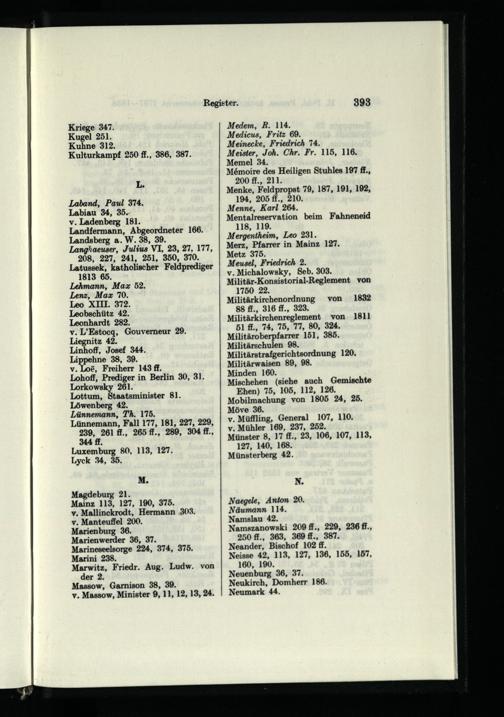 Register. 393
Kriege 347.
Kugel 251.
Kuhne 312.
Kulturkampf 250 ff., 386, 387.
L.
Laband, Paul 374.
Labiau 34, 35.
v. Ladenberg 181.
Landfermann, Abgeordneter 166.
Landsberg a. W. 38, 39.
Langhaeuser, Julius VI, 23, 27, 177,
208, 227, 241, 251, 350, 370.
Latussek, katholischer Feldprediger
1813 65.
Lehmann, Max 52.
Lenz, Max 70.
Leo XIII. 372.
Leobschütz 42.
Leonhardt 282.
v. L'Estocq, Gouverneur 29.
Liegnitz 42.
Linhoff, Josef 344.
Lippehne 38, 39.
v. Loë, Freiherr 143 ff.
Lohoff, Prediger in Berlin 30, 31.
Lorkowsky 261.
Lottum, Staatsminister 81.
Löwenberg 42.
Lünnemann, Th. 175.
Lünnemann, Fall 177, 181, 227, 229,
239, 261 ff., 265 ff., 289, 304 ff.,
344 ff.
Luxemburg 80, 113, 127.
Lyck 34, 35.
M.
Magdeburg 21.
Mainz 113, 127, 190, 375.
v. Mallinckrodt, Hermann 303.
v. Manteuffel 200.
Marienburg 36.
Marienwerder 36, 37.
Marineseelsorge 224, 374, 375.
Marini 238.
Marwitz, Friedr. Aug. Ludw. von
der 2.
Massow, Garnison 38, 39.
v. Massow, Minister 9, 11, 12, 13, 24.
Medem, R. 114.
Medicus, Fritz 69.
Meinecke, Friedrich 74.
Meister, Joh. Chr. Fr. 115, 116.
Memel 34.
Mémoire des Heiligen Stuhles 197 ff.,
200 ff., 211.
Menke, Feldpropst 79, 187, 191, 192,
194, 205 ff., 210.
Menne, Karl 264.
Mentalreservation beim Fahneneid
118, 119.
Mergentheim, Leo 231.
Merz, Pfarrer in Mainz 127.
Metz 375.
Meusel, Friedrich 2.
v. Michalowsky, Seb. 303.
Militär-Konsistorial-Reglement von
1750 22.
Militärkirchenordnung von 1832
88 ff., 316 ff., 323.
Militärkirchenreglement von 1811
51 ff., 74, 75, 77, 80, 324.
Militäroberpfarrer 151, 385.
Militärschulen 98.
Militärstrafgerichtsordnung 120.
Militärwaisen 89, 98.
Minden 160.
Mischehen (siehe auch Gemischte
Ehen) 75, 105, 112, 126.
Mobilmachung von 1805 24, 25.
Möve 36.
v. Müffling, General 107, 110.
v. Mühler 169, 237, 252.
Münster 8, 17 ff., 23, 106, 107, 113,
127, 140, 168.
Münsterberg 42.
N.
Naegele, Anton 20.
Näumann 114.
Namslau 42.
Namszanowski 209 ff., 229, 236 ff.,
250 ff., 363, 369 ff., 387.
Neander, Bischof 102 ff.
Neisse 42, 113, 127, 136, 155, 157,
160, 190.
Neuenburg 36, 37.
Neukirch, Domherr 186.
Neumark 44.